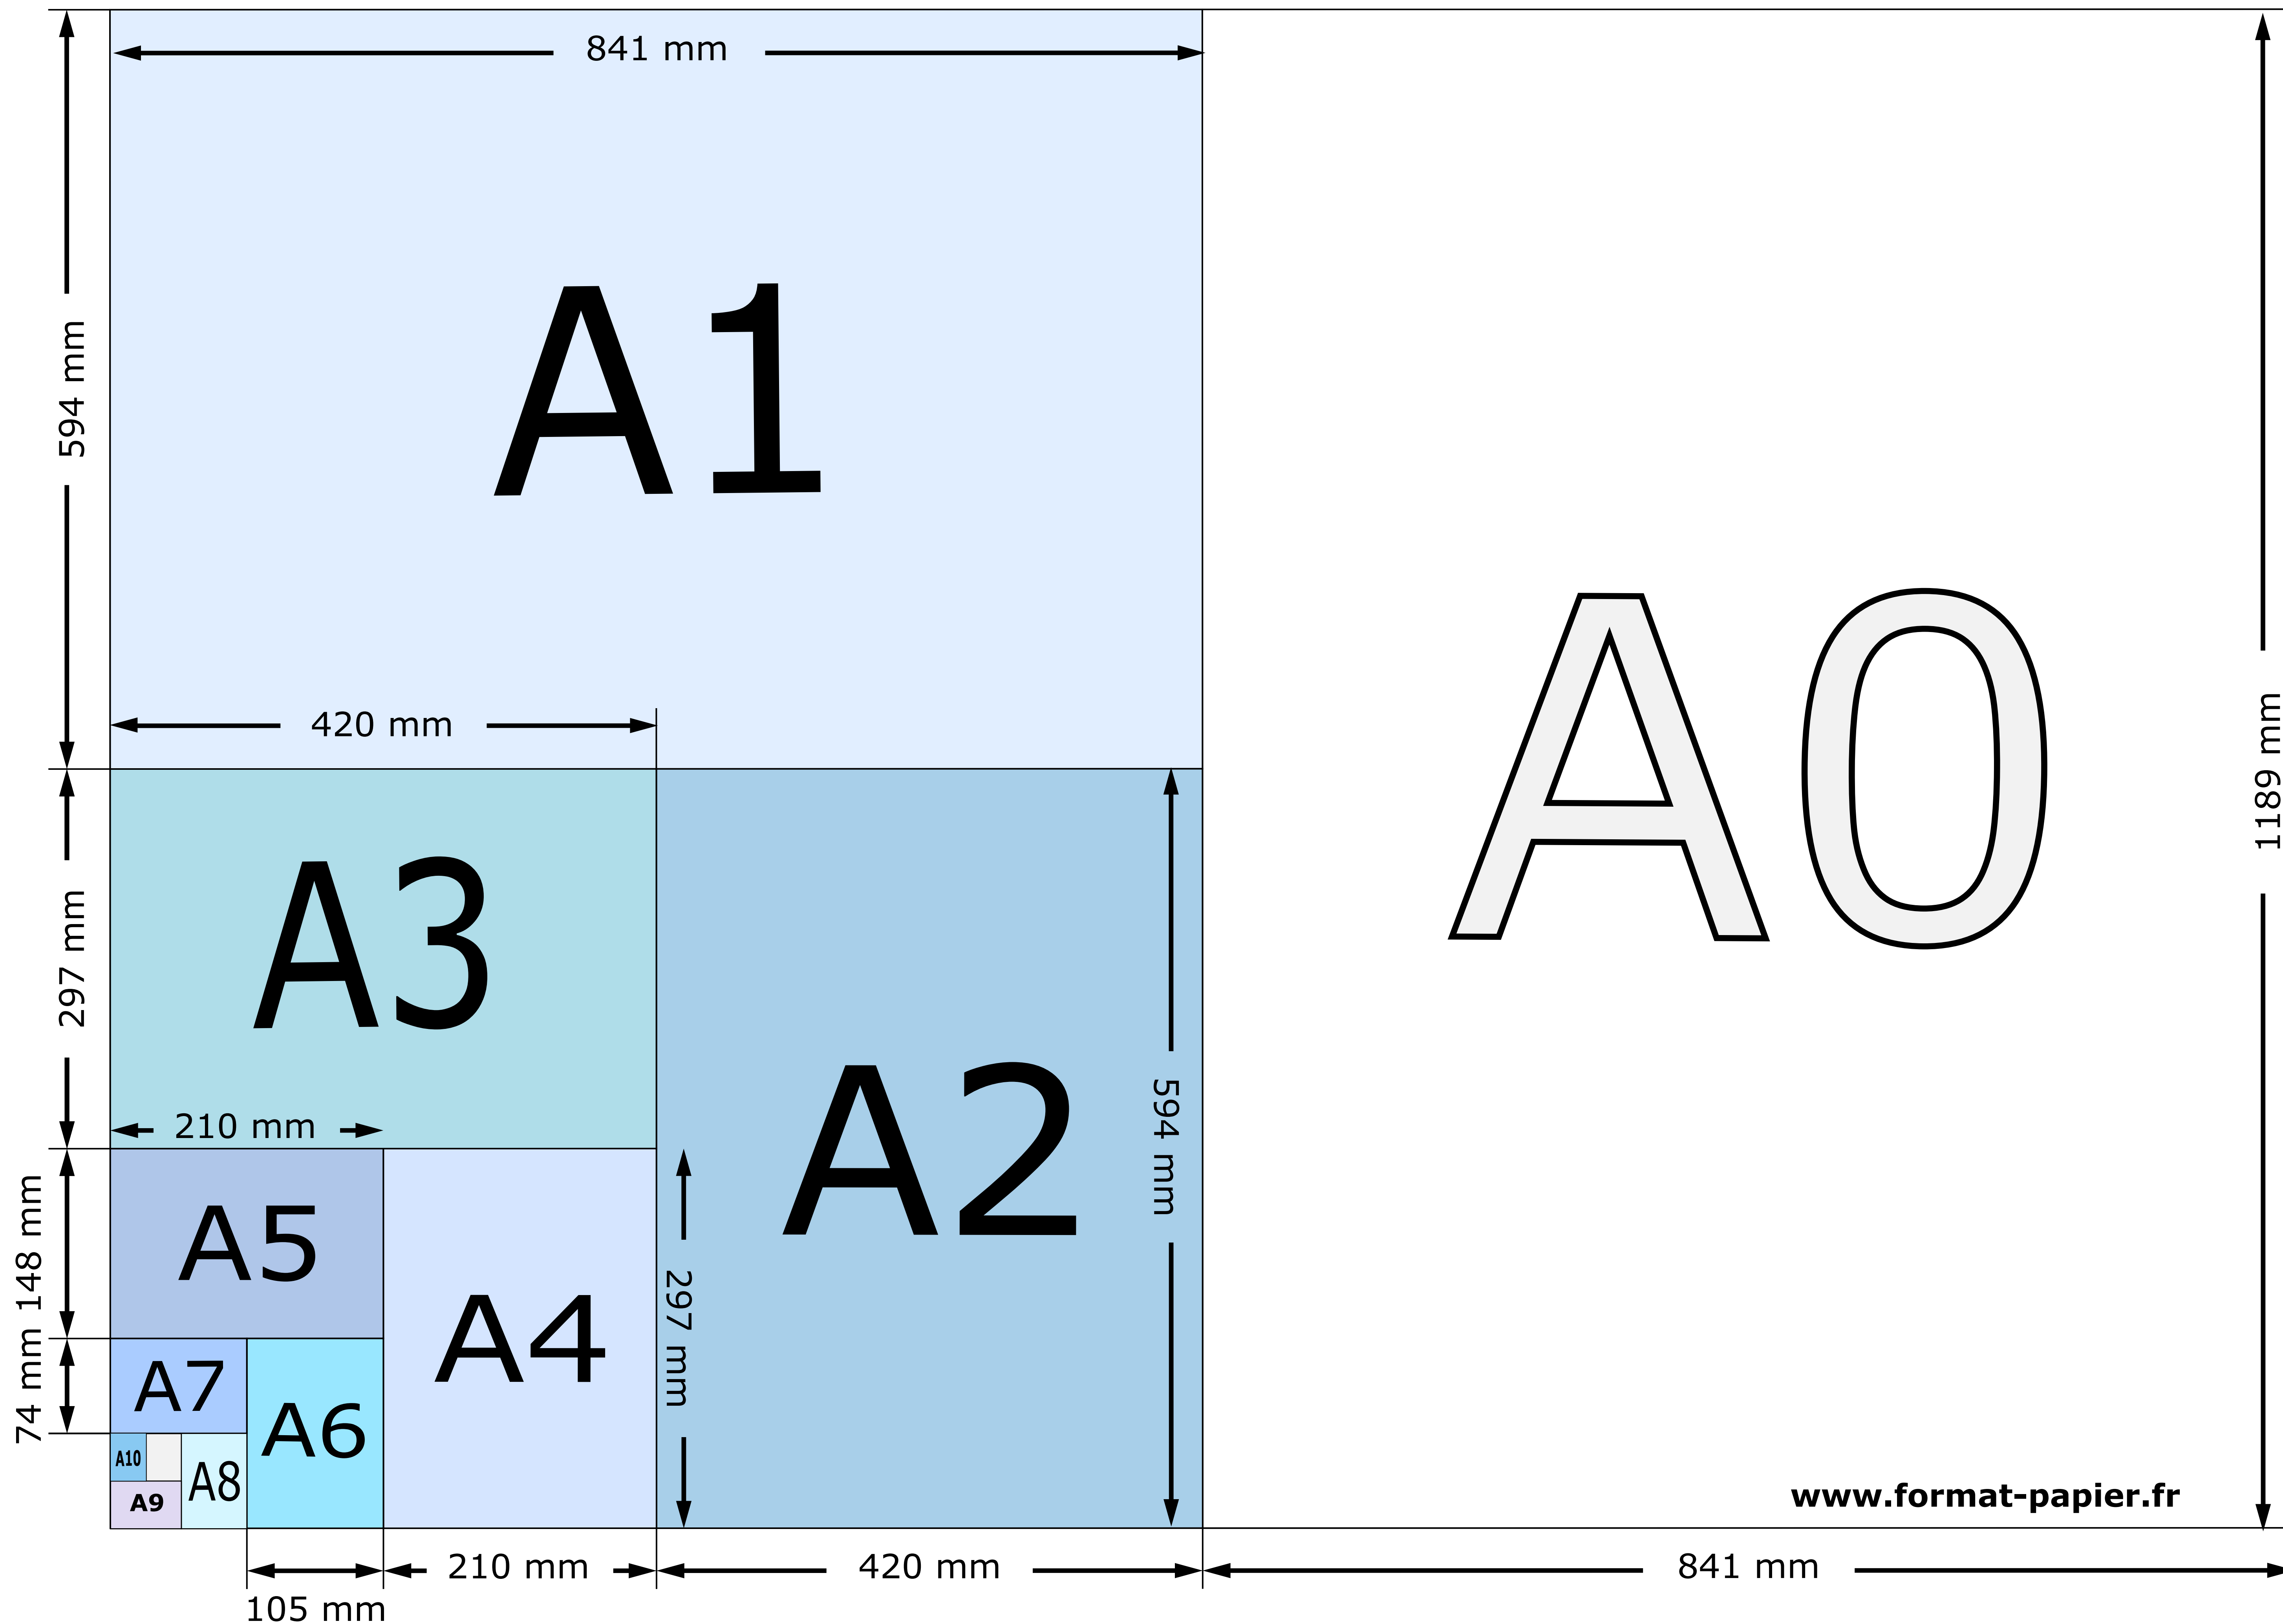 841 mm
594 mm
A1
A0
1189 mm
420 mm
297 mm
A3
A2
594 mm
210 mm
148 mm
A5
A4
297 mm
74 mm
A7
A6
A10
A8
A9
www.format-papier.fr
210 mm
420 mm
841 mm
105 mm